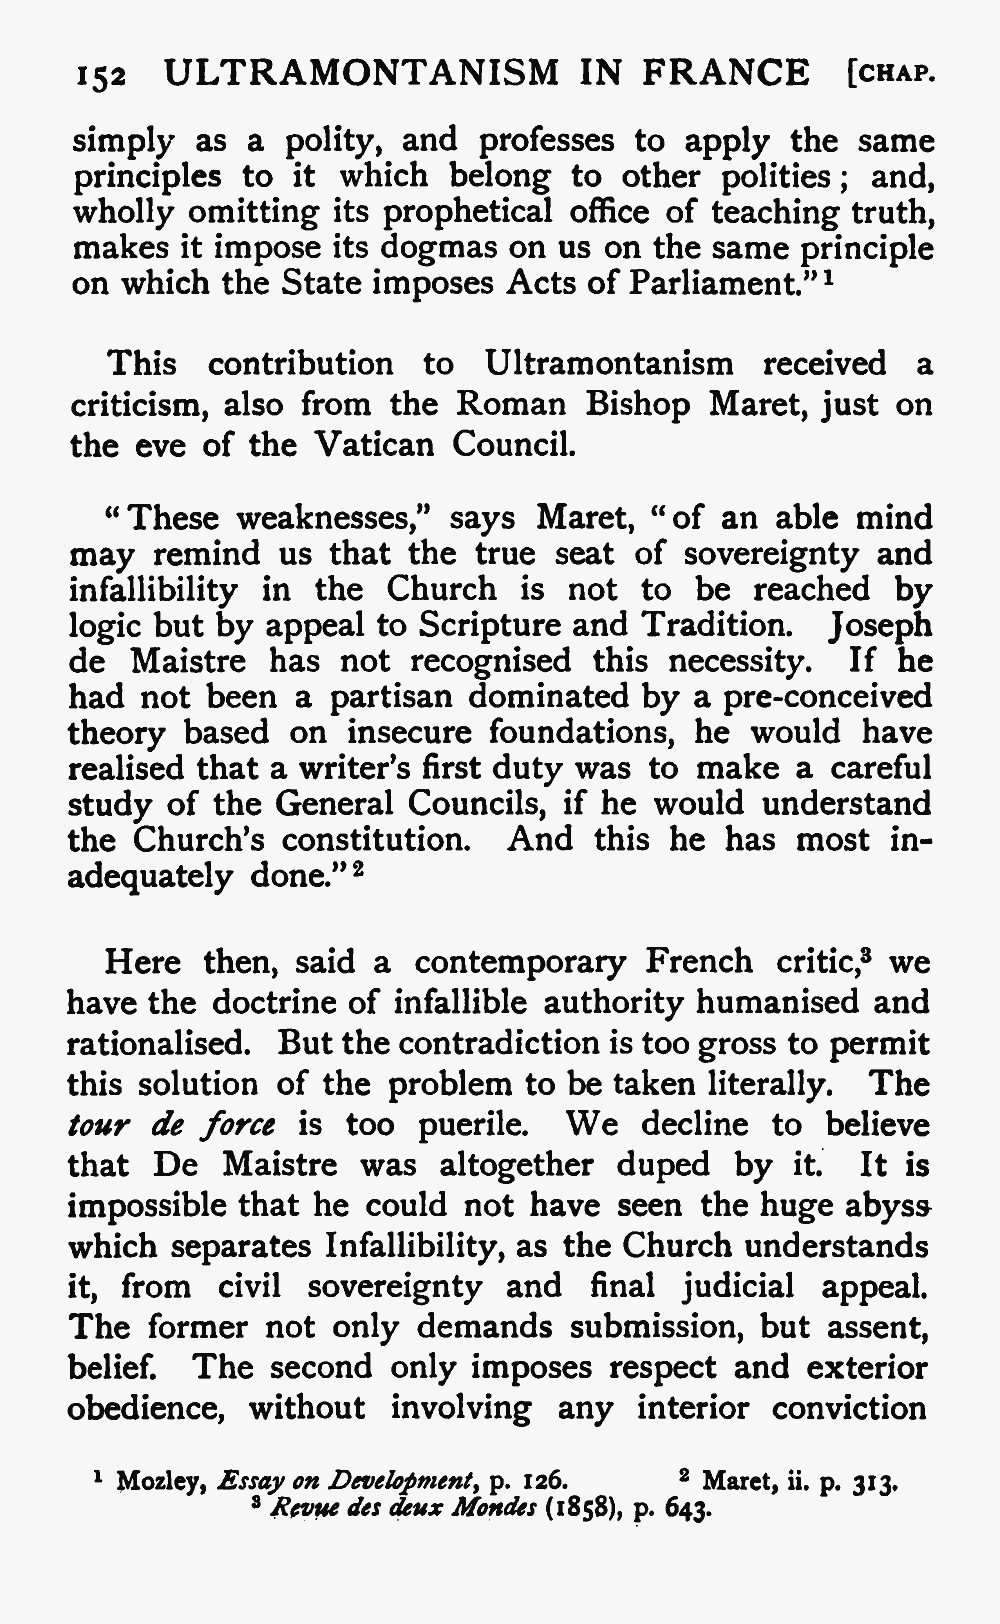 152 ULTRAMONTANISM IN FRANCE [CHAP.
simply as a polity, and professes to apply the same
principles to it which belong to other polities ; and,
wholly omitting its prophetical office of teaching truth,
makes it impose its dogmas on us on the same principle
on which the State imposes Acts of Parliament." 1
This contribution to Ultramontanism received a
criticism, also from the Roman Bishop Maret, just on
the eve of the Vatican Council.
"These weaknesses," says Maret, "of an able mind
may remind us that the true seat of sovereignty and
infallibility in the Church is not to be reached by
logic but by appeal to Scripture and Tradition. Joseph
de Maistre has not recognised this necessity. If he
had not been a partisan dominated by a pre-conceived
theory based on insecure foundations, he would have
realised that a writer's first duty was to make a careful
study of the General Councils, if he would understand
the Church's constitution. And this he has most in-
adequately done." 2
Here then, said a contemporary French critic,3 we
have the doctrine of infallible authority humanised and
rationalised. But the contradiction is too gross to permit
this solution of the problem to be taken literally. The
tour de force is too puerile. We decline to believe
that De Maistre was altogether duped by it. It is
impossible that he could not have seen the huge abyss
which separates Infallibility, as the Church understands
it, from civil sovereignty and final judicial appeal.
The former not only demands submission, but assent,
belief. The second only imposes respect and exterior
obedience, without involving any interior conviction
1 Mozley, Essay on Development, p. 126. 2 Maret, ii. p. 313.
3 Revue des deux Mondes (1858), p. 643.